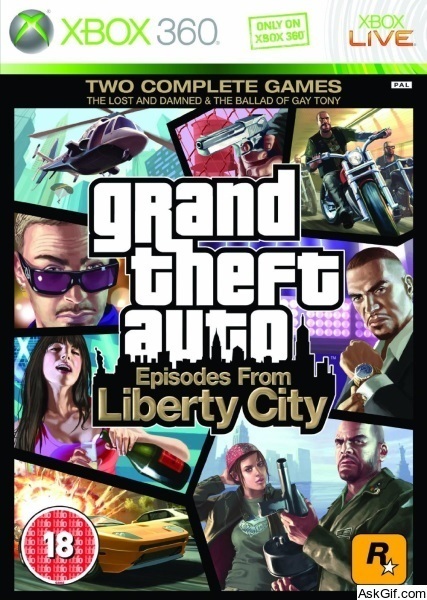 XBOX 360
ONLY ON
XBOX 360
XBOX
LIVE
TWO COMPLETE GAMES
THE LOST AND DAMNED & THE BALLAD OF GAY TONY
PAL
grand
theft
auto
TM
Episodes From
Liberty City
18
R
AskGif.com